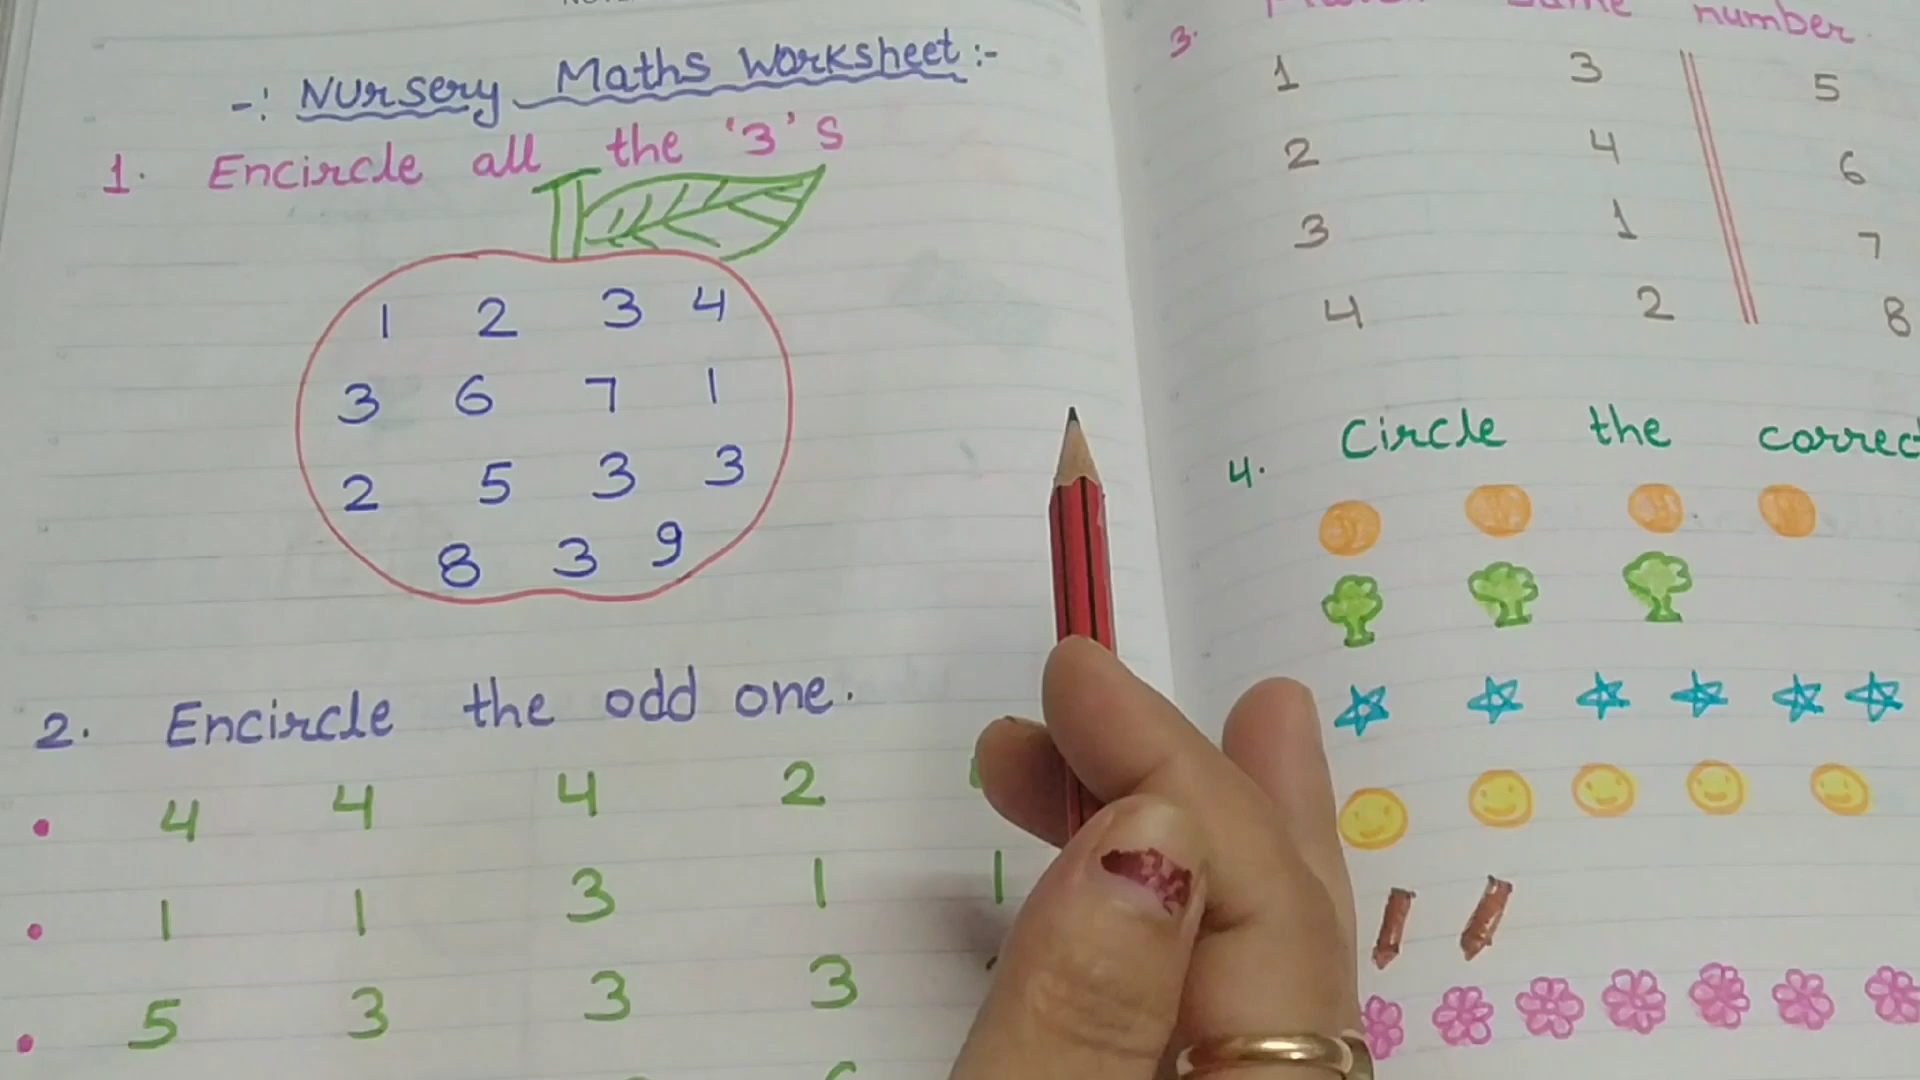 -: Nursery Maths Worksheet :-
1. Encircle all the '3's
1 2 3 4
3 6 7 1
2 5 3 3
8 3 9
2. Encircle the odd one.
• 4 4 4 2
• 1 1 3 1 1
• 5 3 3 3
3. same number.
1 3 5
2 4 6
3 1 7
4 2 8
4. Circle the correct